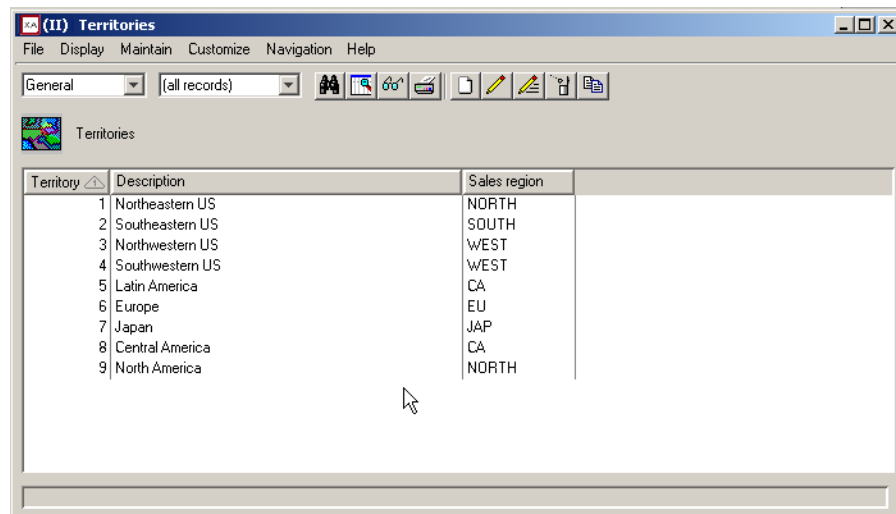 XA (II) Territories
File Display Maintain Customize Navigation Help
General (all records)
Territories
Territory 1 Description Sales region
1 Northeastern US NORTH
2 Southeastern US SOUTH
3 Northwestern US WEST
4 Southwestern US WEST
5 Latin America CA
6 Europe EU
7 Japan JAP
8 Central America CA
9 North America NORTH